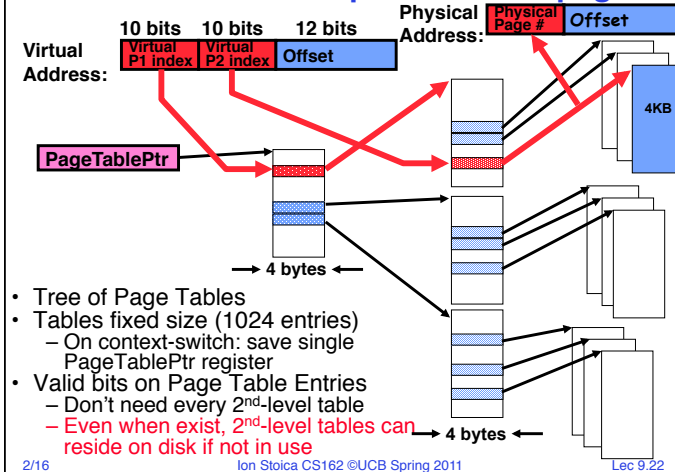 10 bits 10 bits 12 bits
Virtual Address:
Virtual P1 index
Virtual P2 index
Offset
Physical Address:
Physical Page #
Offset
4KB
PageTablePtr
4 bytes
• Tree of Page Tables
• Tables fixed size (1024 entries)
– On context-switch: save single
PageTablePtr register
• Valid bits on Page Table Entries
– Don't need every 2nd-level table
– Even when exist, 2nd-level tables can
reside on disk if not in use
4 bytes
2/16 Ion Stoica CS162 ©UCB Spring 2011 Lec 9.22